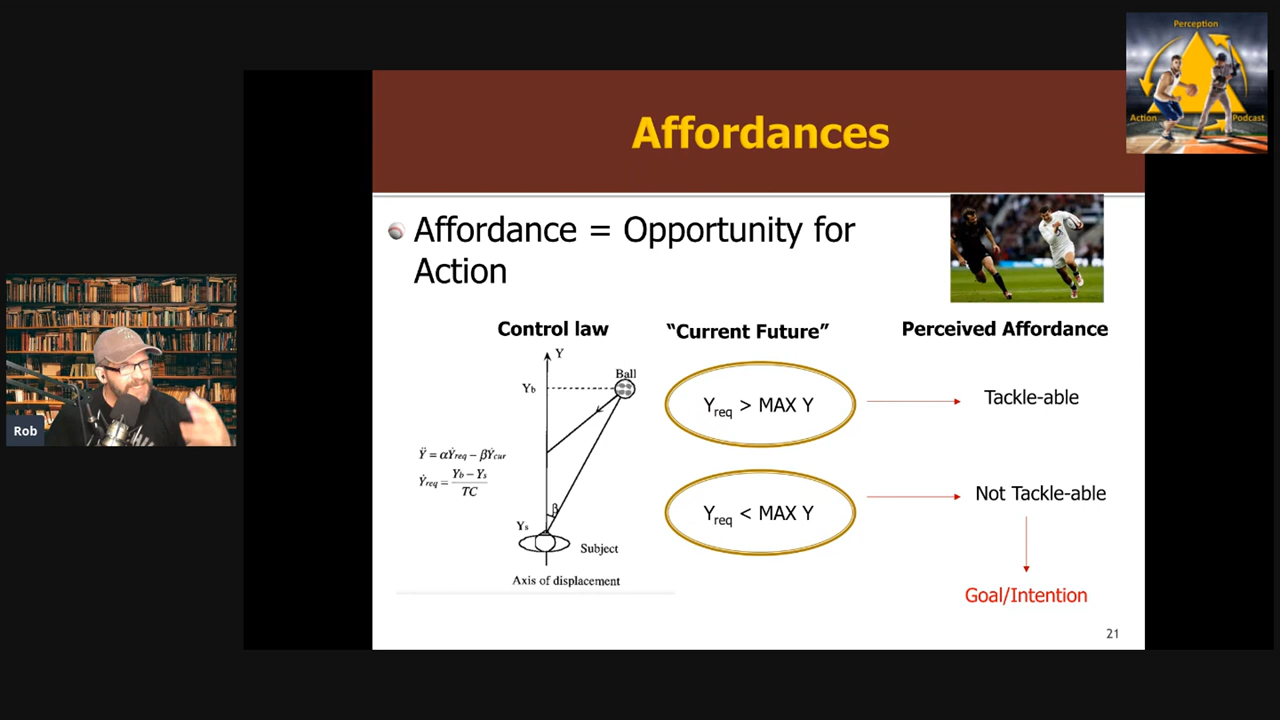 Perception
Action
Podcast
Affordances
Affordance = Opportunity for
Action
Control law
"Current Future"
Perceived Affordance
Y
Ball
Yb
Ÿ = αẎreq − βẎcur
Ẏreq = Yb − Ys
TC
β
Ys
Subject
Axis of displacement
Yreq > MAX Y
Tackle-able
Yreq < MAX Y
Not Tackle-able
Goal/Intention
21
Rob